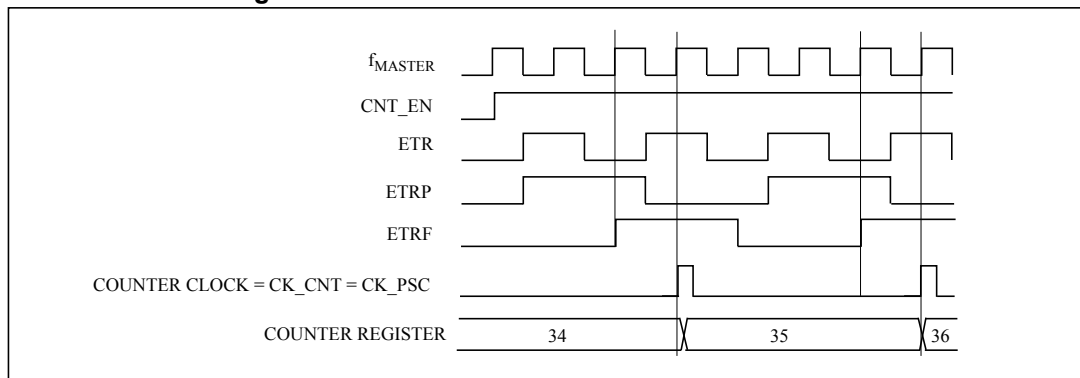 fMASTER
CNT_EN
ETR
ETRP
ETRF
COUNTER CLOCK = CK_CNT = CK_PSC
COUNTER REGISTER 34 35 36